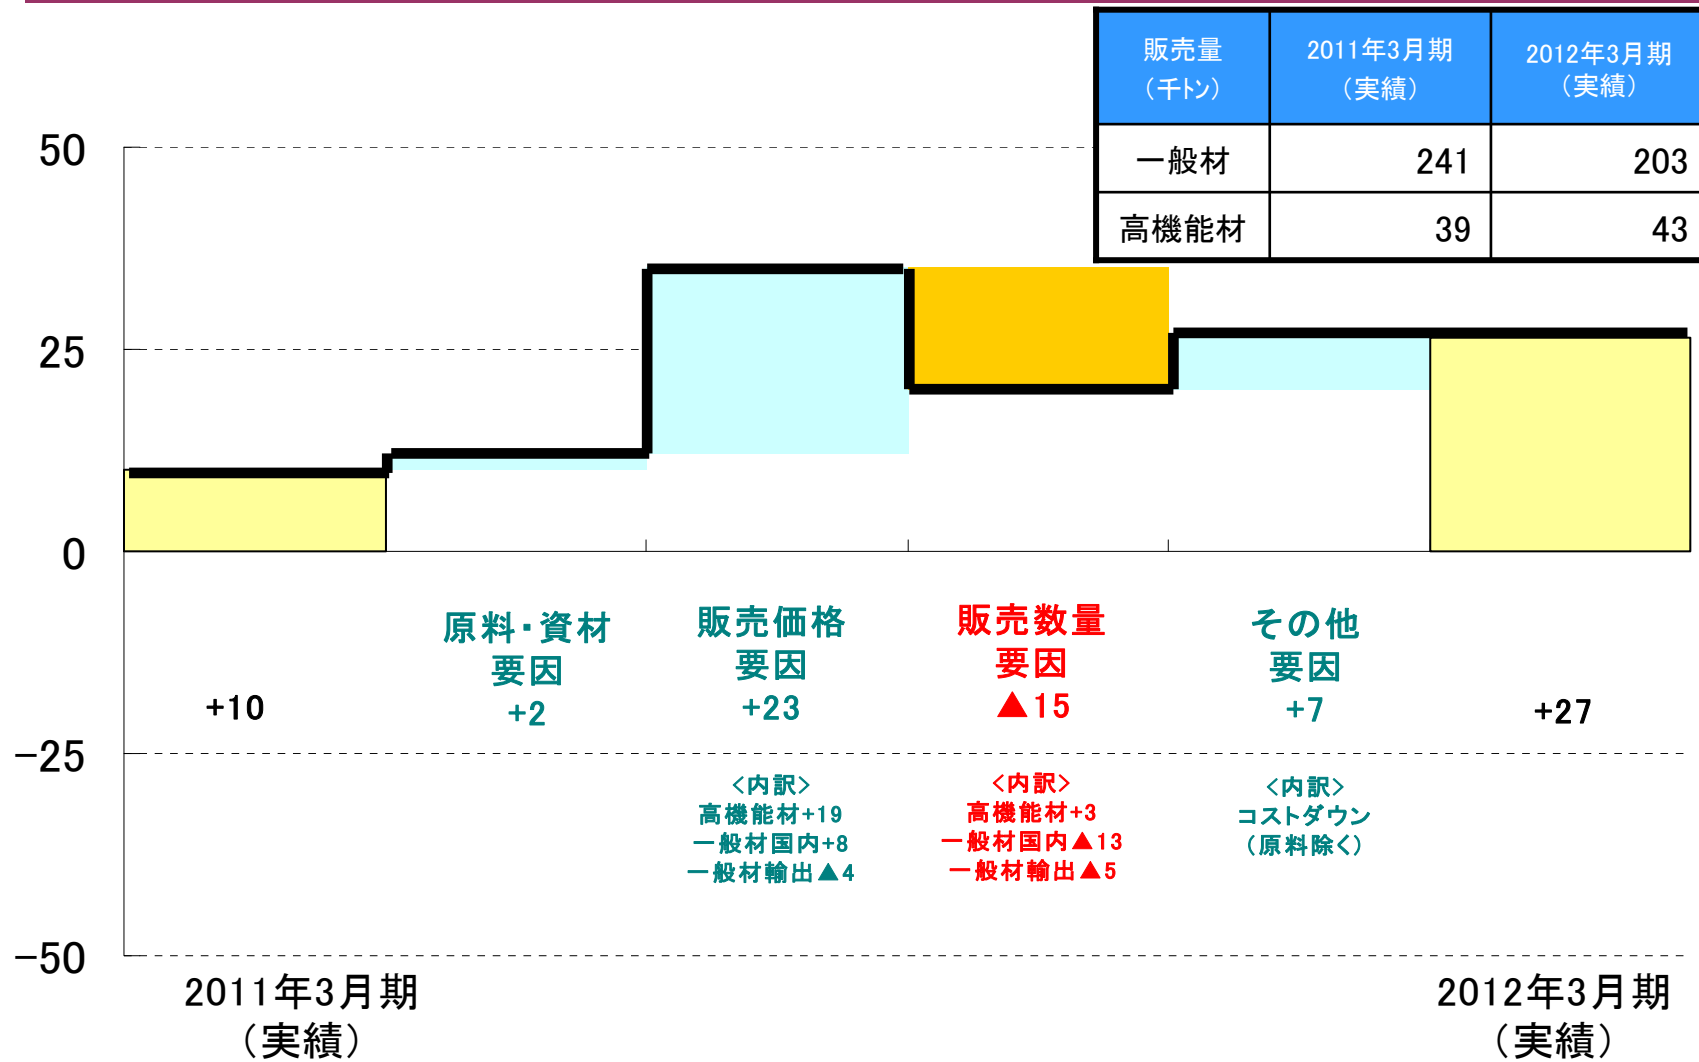 販売量
（千トン）
2011年3月期
（実績）
2012年3月期
（実績）
一般材
241
203
高機能材
39
43
50
25
0
-25
-50
+10
原料・資材
要因
+2
販売価格
要因
+23
<内訳>
高機能材+19
一般材国内+8
一般材輸出▲4
販売数量
要因
▲15
<内訳>
高機能材+3
一般材国内▲13
一般材輸出▲5
その他
要因
+7
<内訳>
コストダウン
（原料除く）
+27
2011年3月期
（実績）
2012年3月期
（実績）